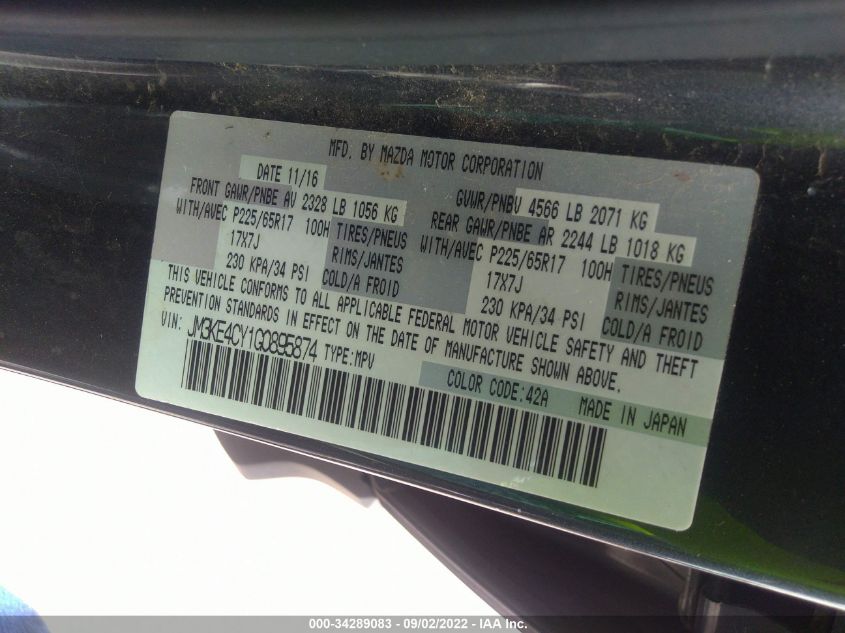 MFD. BY MAZDA MOTOR CORPORATION
DATE 11/16 GVWR/PNBV 4566 LB 2071 KG
FRONT GAWR/PNBE AV 2328 LB 1056 KG REAR GAWR/PNBE AR 2244 LB 1018 KG
WITH/AVEC P225/65R17 100H TIRES/PNEUS WITH/AVEC P225/65R17 100H TIRES/PNEUS
17X7J RIMS/JANTES 17X7J RIMS/JANTES
230 KPA/34 PSI COLD/A FROID 230 KPA/34 PSI COLD/A FROID
THIS VEHICLE CONFORMS TO ALL APPLICABLE FEDERAL MOTOR VEHICLE SAFETY AND THEFT
PREVENTION STANDARDS IN EFFECT ON THE DATE OF MANUFACTURE SHOWN ABOVE.
VIN: JM3KE4CY1G0895874 TYPE:MPV
COLOR CODE:42A MADE IN JAPAN
000-34289083 - 09/02/2022 - IAA Inc.